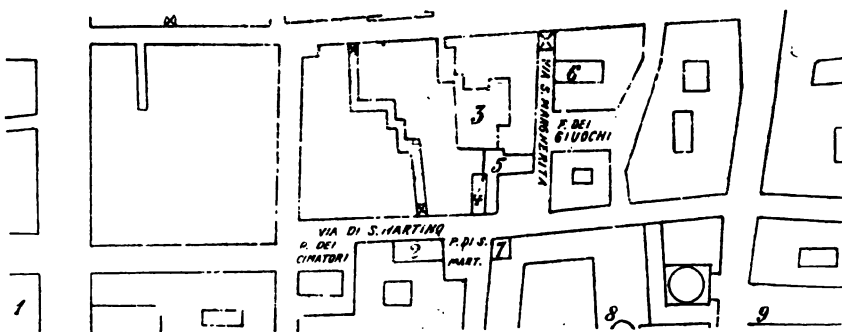 6
VIA S. MARGHERITA
3
P. DEI
GIUOCHI
5
4
VIA DI S. MARTINO
P. DEI
CIMATORI
2
P. DI S.
MART.
7
1
8
9